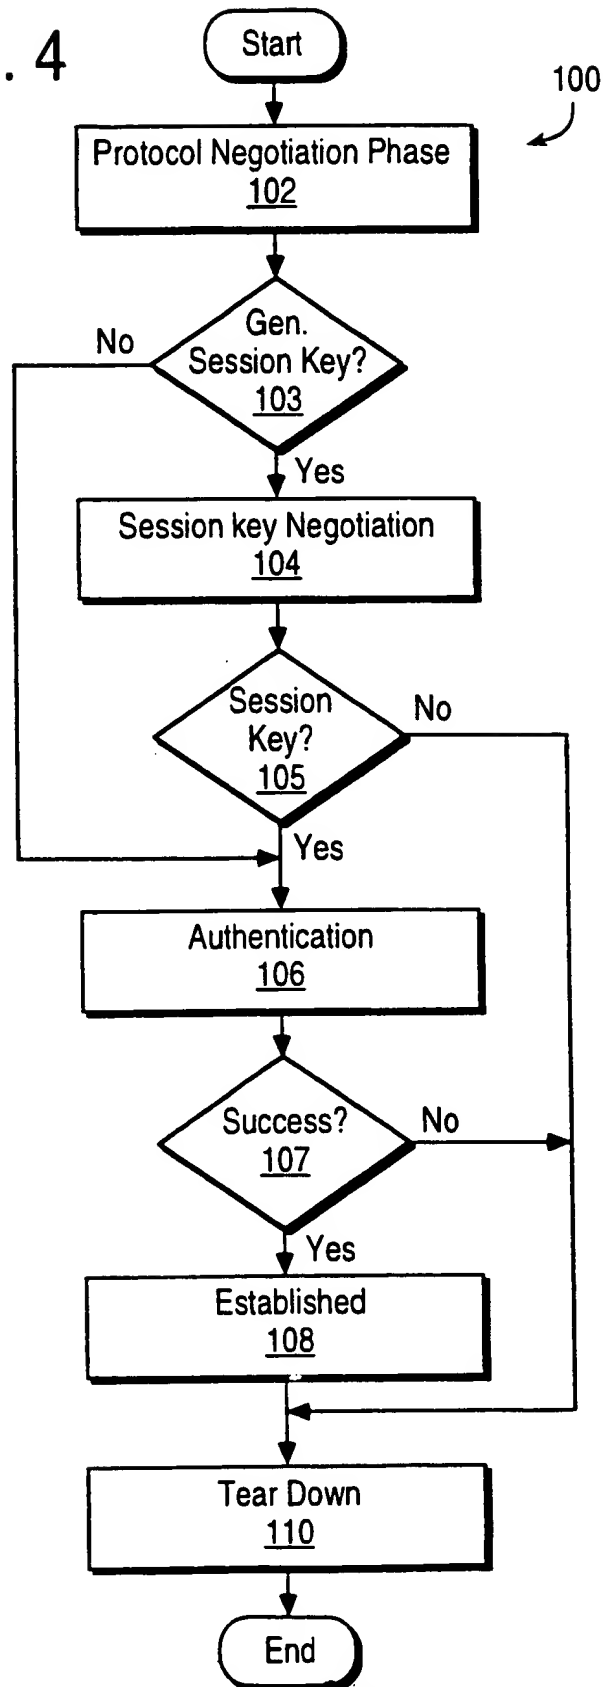 . 4
Start
100
Protocol Negotiation Phase
102
No
Gen.
Session Key?
103
Yes
Session key Negotiation
104
Session
Key?
105
No
Yes
Authentication
106
Success?
107
No
Yes
Established
108
Tear Down
110
End